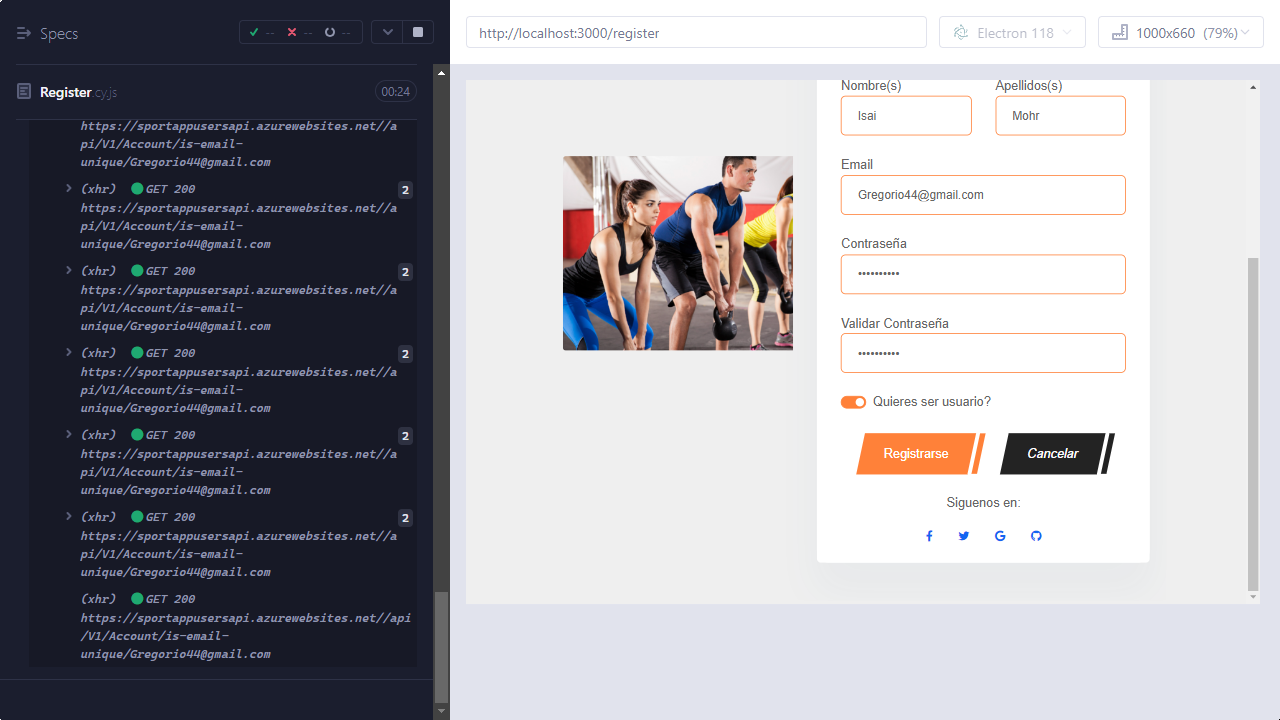 Specs
--
--
--
Register.cy.js
00:24
https://sportappusersapi.azurewebsites.net//a
pi/V1/Account/is-email-
unique/Gregorio44@gmail.com
(xhr) GET 200
2
https://sportappusersapi.azurewebsites.net//a
pi/V1/Account/is-email-
unique/Gregorio44@gmail.com
(xhr) GET 200
2
https://sportappusersapi.azurewebsites.net//a
pi/V1/Account/is-email-
unique/Gregorio44@gmail.com
(xhr) GET 200
2
https://sportappusersapi.azurewebsites.net//a
pi/V1/Account/is-email-
unique/Gregorio44@gmail.com
(xhr) GET 200
2
https://sportappusersapi.azurewebsites.net//a
pi/V1/Account/is-email-
unique/Gregorio44@gmail.com
(xhr) GET 200
2
https://sportappusersapi.azurewebsites.net//a
pi/V1/Account/is-email-
unique/Gregorio44@gmail.com
(xhr) GET 200
https://sportappusersapi.azurewebsites.net//api
/V1/Account/is-email-
unique/Gregorio44@gmail.com
http://localhost:3000/register
Electron 118
1000x660 (79%)
Nombre(s)
Apellidos(s)
Isai
Mohr
Email
Gregorio44@gmail.com
Contraseña
••••••••••
Validar Contraseña
••••••••••
Quieres ser usuario?
Registrarse
Cancelar
Siguenos en: